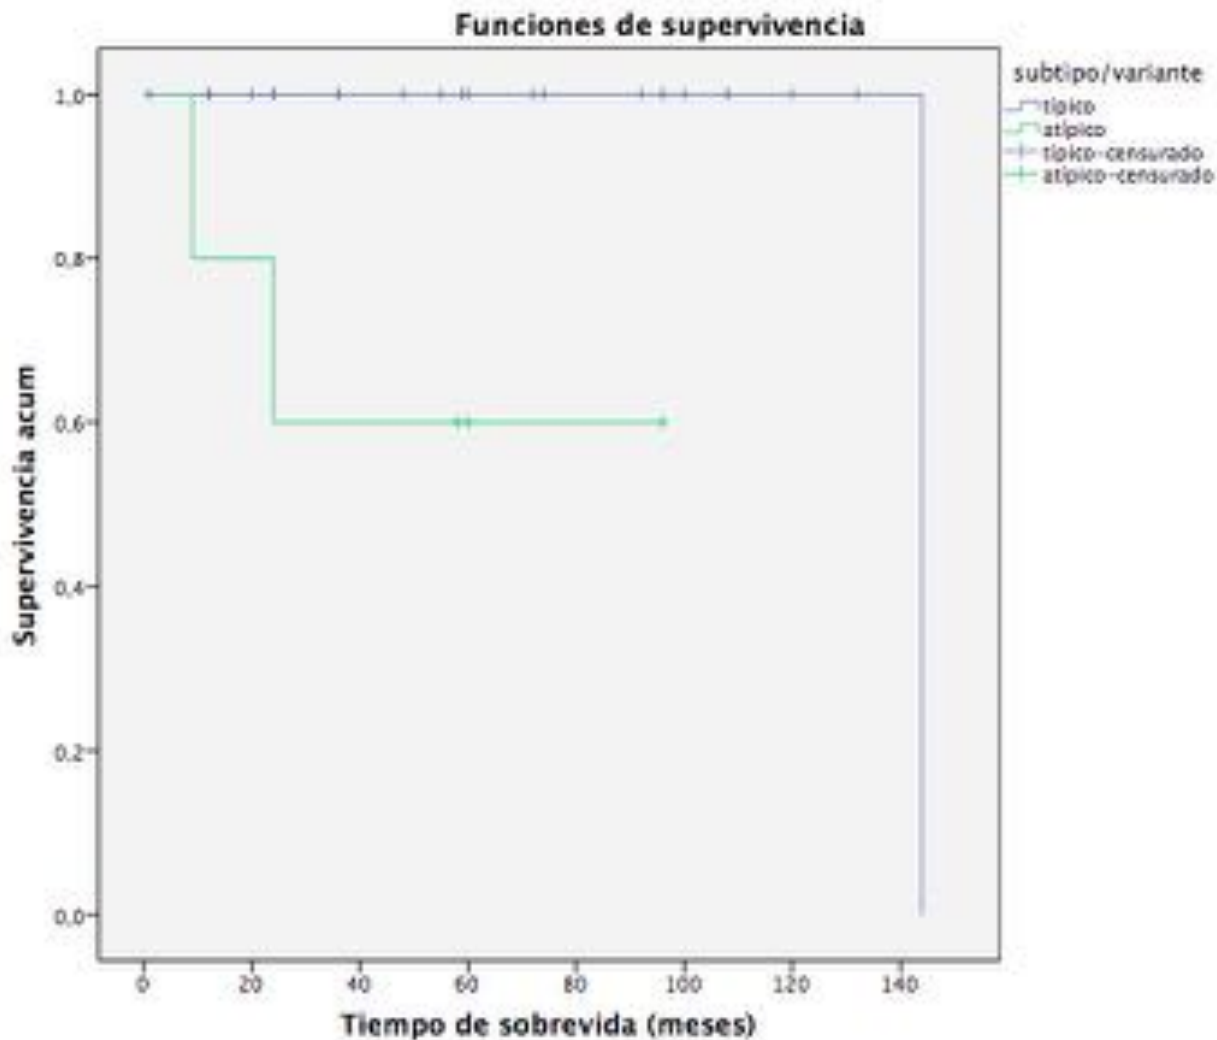 Funciones de supervivencia
subtipo/variante
típico
atípico
típico-censurado
atípico-censurado
Supervivencia acum
1,0
0,8
0,6
0,4
0,2
0,0
0 20 40 60 80 100 120 140
Tiempo de sobrevida (meses)